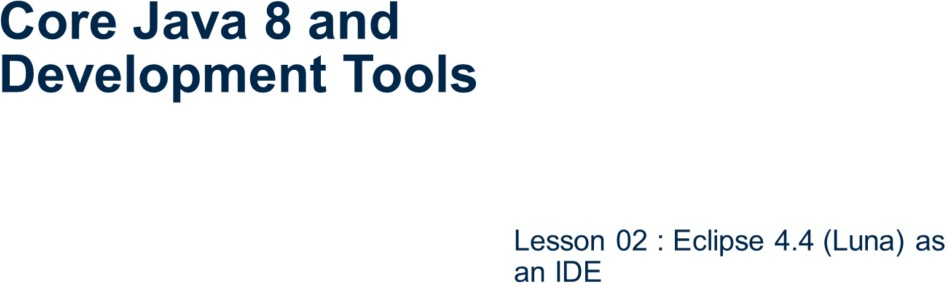 Core Java 8 and
Development Tools
Lesson 02 : Eclipse 4.4 (Luna) as
an IDE